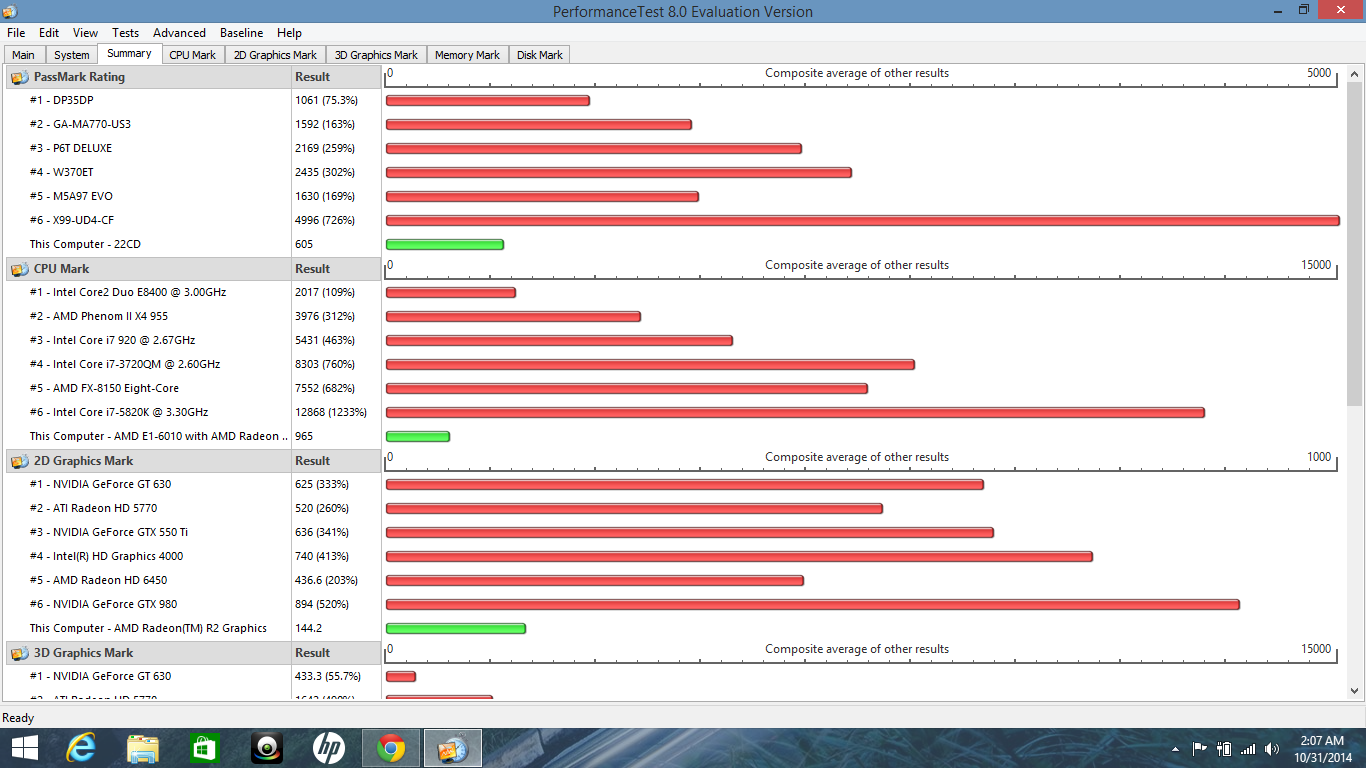 PerformanceTest 8.0 Evaluation Version
File Edit View Tests Advanced Baseline Help
Main System Summary CPU Mark 2D Graphics Mark 3D Graphics Mark Memory Mark Disk Mark
PassMark Rating Result 0 Composite average of other results 5000
#1 - DP35DP 1061 (75.3%)
#2 - GA-MA770-US3 1592 (163%)
#3 - P6T DELUXE 2169 (259%)
#4 - W370ET 2435 (302%)
#5 - M5A97 EVO 1630 (169%)
#6 - X99-UD4-CF 4996 (726%)
This Computer - 22CD 605
CPU Mark Result 0 Composite average of other results 15000
#1 - Intel Core2 Duo E8400 @ 3.00GHz 2017 (109%)
#2 - AMD Phenom II X4 955 3976 (312%)
#3 - Intel Core i7 920 @ 2.67GHz 5431 (463%)
#4 - Intel Core i7-3720QM @ 2.60GHz 8303 (760%)
#5 - AMD FX-8150 Eight-Core 7552 (682%)
#6 - Intel Core i7-5820K @ 3.30GHz 12868 (1233%)
This Computer - AMD E1-6010 with AMD Radeon .. 965
2D Graphics Mark Result 0 Composite average of other results 1000
#1 - NVIDIA GeForce GT 630 625 (333%)
#2 - ATI Radeon HD 5770 520 (260%)
#3 - NVIDIA GeForce GTX 550 Ti 636 (341%)
#4 - Intel(R) HD Graphics 4000 740 (413%)
#5 - AMD Radeon HD 6450 436.6 (203%)
#6 - NVIDIA GeForce GTX 980 894 (520%)
This Computer - AMD Radeon(TM) R2 Graphics 144.2
3D Graphics Mark Result 0 Composite average of other results 15000
#1 - NVIDIA GeForce GT 630 433.3 (55.7%)
#2 - ATI Radeon HD 5770
Ready
hp
2:07 AM
10/31/2014